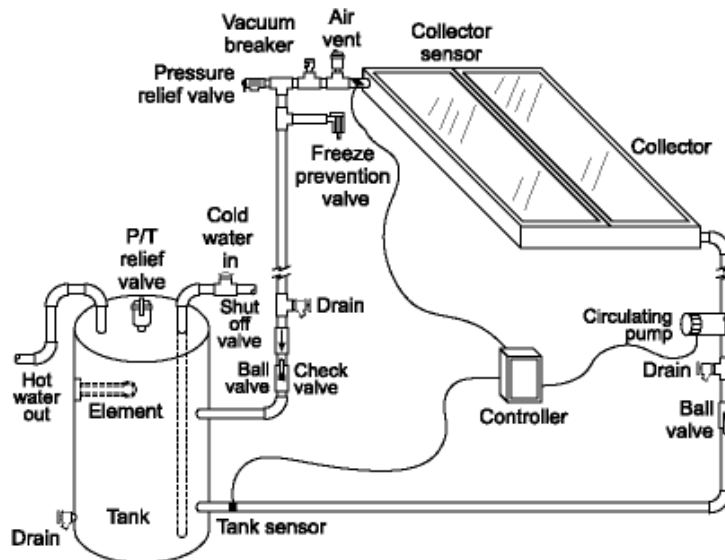 Vacuum
breaker
Air
vent
Collector
sensor
Pressure
relief valve
Collector
Freeze
prevention
valve
Cold
water
in
P/T
relief
valve
Shut
off
valve
Drain
Circulating
pump
Hot
water
out
Element
Ball
valve
Check
valve
Controller
Drain
Ball
valve
Drain
Tank
Tank sensor